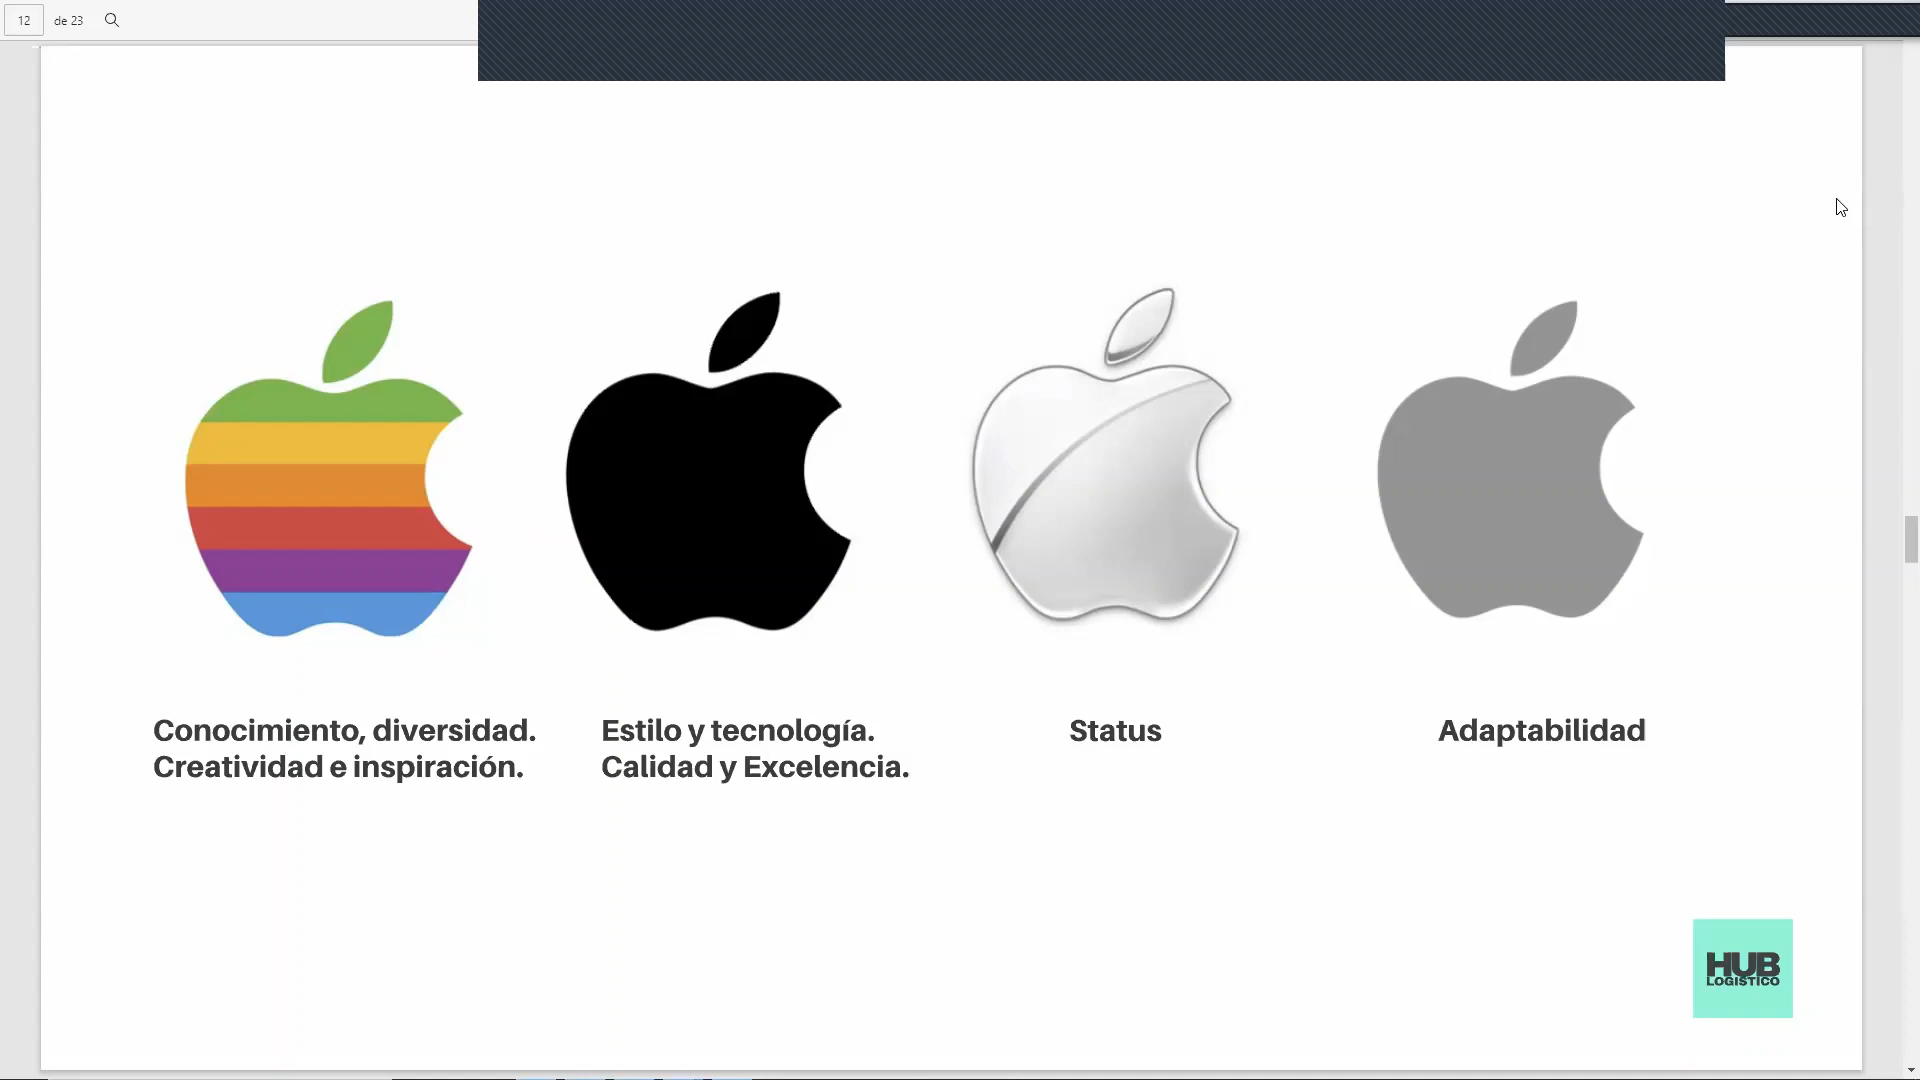 12 de 23
Conocimiento, diversidad.
Creatividad e inspiración.
Estilo y tecnología.
Calidad y Excelencia.
Status
Adaptabilidad
HUB
LOGISTICO